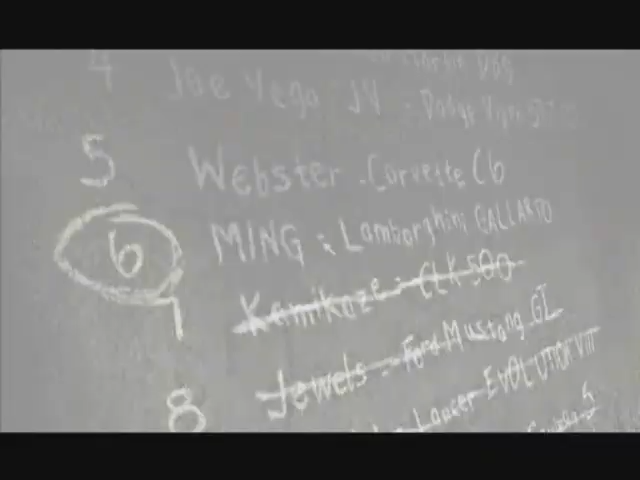 4 Joe Vega JV - Dodge Viper
5 Webster - Corvette C6
6 MING : Lamborghini GALLARDO
Kamikaze - CLK 500
Jewels - Ford Mustang GT
8 Lancer EVOLUTION VIII